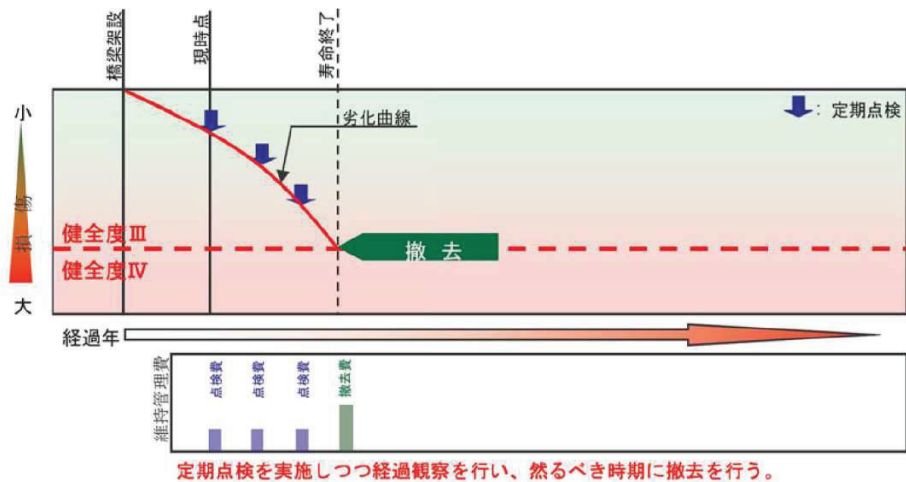 橋梁架設
現時点
寿命終了
小
損傷
大
劣化曲線
：定期点検
健全度Ⅲ
健全度Ⅳ
撤去
経過年
維持管理費
点検費
点検費
点検費
撤去費
定期点検を実施しつつ経過観察を行い、然るべき時期に撤去を行う。